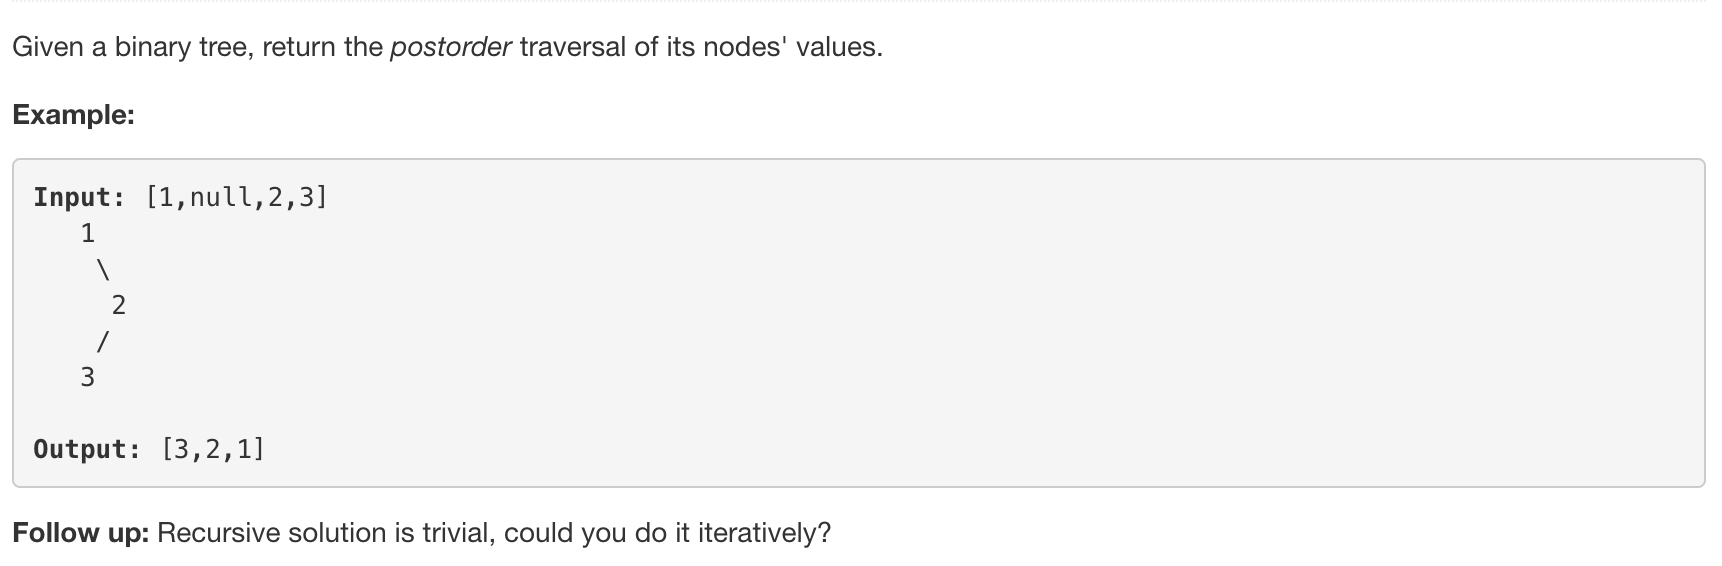 Given a binary tree, return the postorder traversal of its nodes' values.
Example:
Input: [1,null,2,3]
   1
    \
     2
    /
   3
Output: [3,2,1]
Follow up: Recursive solution is trivial, could you do it iteratively?